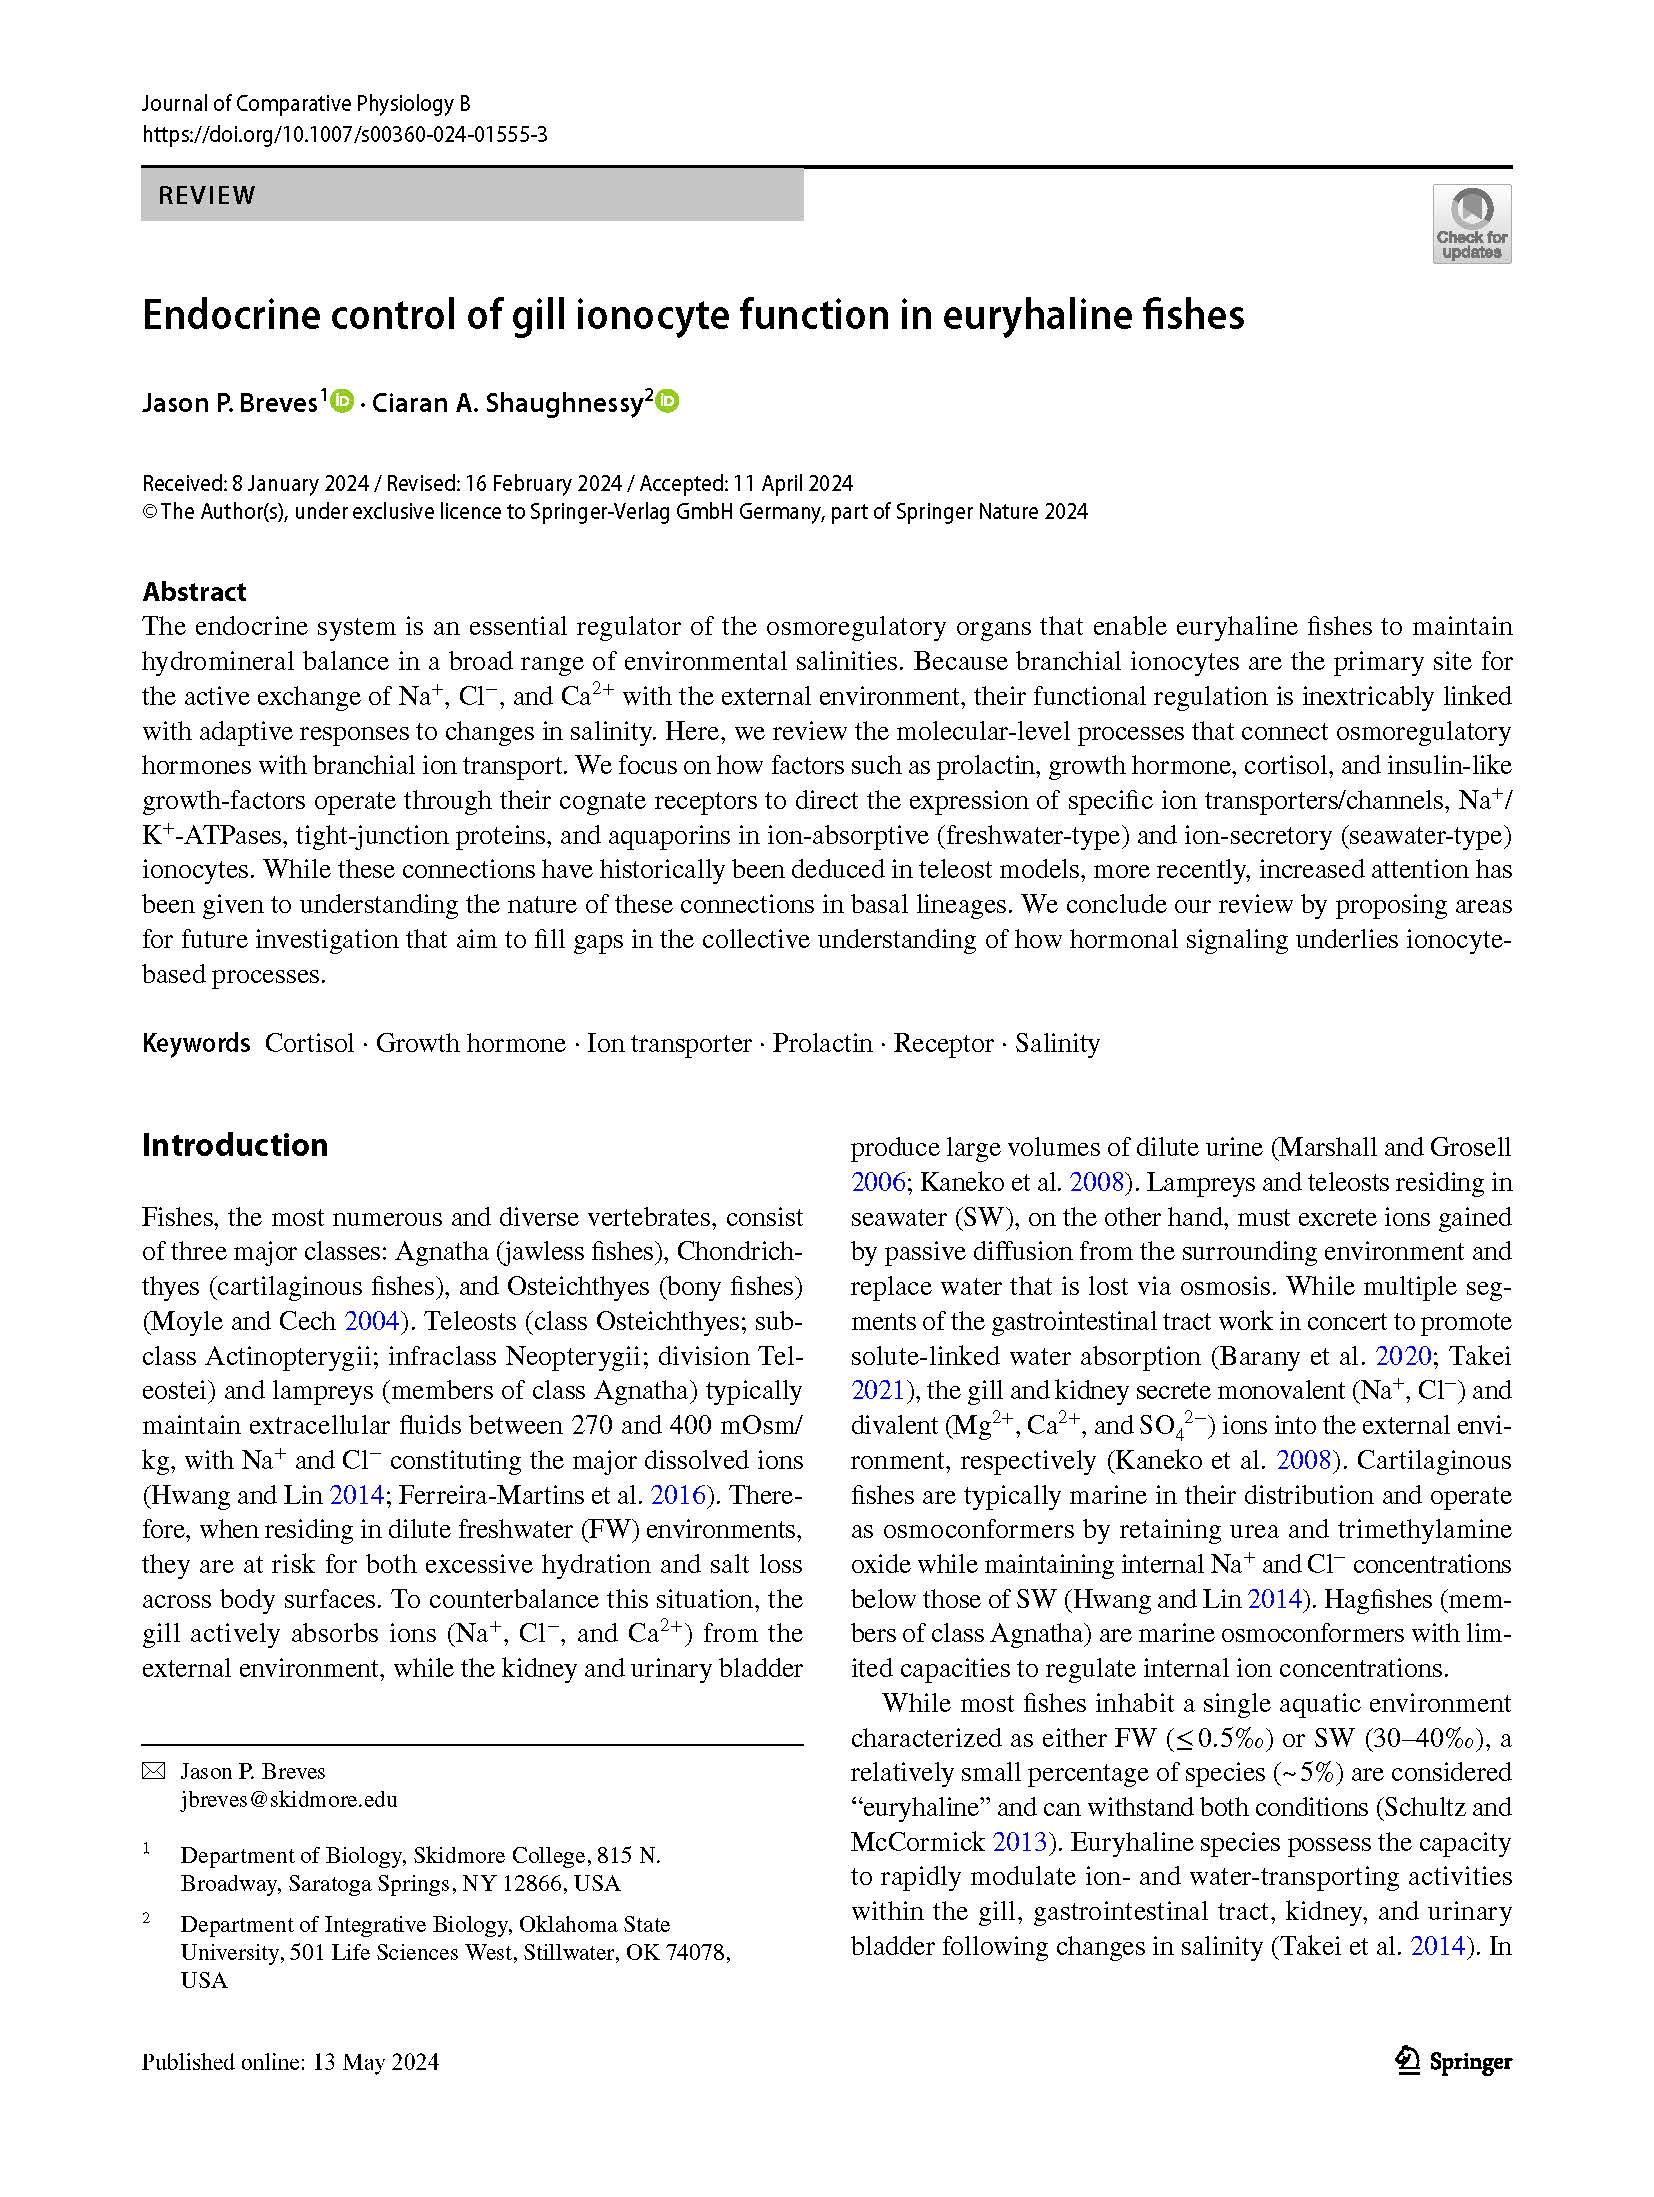 Journal of Comparative Physiology B
https://doi.org/10.1007/s00360-024-01555-3
REVIEW
Check for
updates
Endocrine control of gill ionocyte function in euryhaline fishes
Jason P. Breves¹ iD · Ciaran A. Shaughnessy² iD
Received: 8 January 2024 / Revised: 16 February 2024 / Accepted: 11 April 2024
© The Author(s), under exclusive licence to Springer-Verlag GmbH Germany, part of Springer Nature 2024
Abstract
The endocrine system is an essential regulator of the osmoregulatory organs that enable euryhaline fishes to maintain
hydromineral balance in a broad range of environmental salinities. Because branchial ionocytes are the primary site for
the active exchange of Na⁺, Cl⁻, and Ca²⁺ with the external environment, their functional regulation is inextricably linked
with adaptive responses to changes in salinity. Here, we review the molecular-level processes that connect osmoregulatory
hormones with branchial ion transport. We focus on how factors such as prolactin, growth hormone, cortisol, and insulin-like
growth-factors operate through their cognate receptors to direct the expression of specific ion transporters/channels, Na⁺/
K⁺-ATPases, tight-junction proteins, and aquaporins in ion-absorptive (freshwater-type) and ion-secretory (seawater-type)
ionocytes. While these connections have historically been deduced in teleost models, more recently, increased attention has
been given to understanding the nature of these connections in basal lineages. We conclude our review by proposing areas
for future investigation that aim to fill gaps in the collective understanding of how hormonal signaling underlies ionocyte-
based processes.
Keywords Cortisol · Growth hormone · Ion transporter · Prolactin · Receptor · Salinity
Introduction
Fishes, the most numerous and diverse vertebrates, consist
of three major classes: Agnatha (jawless fishes), Chondrich-
thyes (cartilaginous fishes), and Osteichthyes (bony fishes)
(Moyle and Cech 2004). Teleosts (class Osteichthyes; sub-
class Actinopterygii; infraclass Neopterygii; division Tel-
eostei) and lampreys (members of class Agnatha) typically
maintain extracellular fluids between 270 and 400 mOsm/
kg, with Na⁺ and Cl⁻ constituting the major dissolved ions
(Hwang and Lin 2014; Ferreira-Martins et al. 2016). There-
fore, when residing in dilute freshwater (FW) environments,
they are at risk for both excessive hydration and salt loss
across body surfaces. To counterbalance this situation, the
gill actively absorbs ions (Na⁺, Cl⁻, and Ca²⁺) from the
external environment, while the kidney and urinary bladder
produce large volumes of dilute urine (Marshall and Grosell
2006; Kaneko et al. 2008). Lampreys and teleosts residing in
seawater (SW), on the other hand, must excrete ions gained
by passive diffusion from the surrounding environment and
replace water that is lost via osmosis. While multiple seg-
ments of the gastrointestinal tract work in concert to promote
solute-linked water absorption (Barany et al. 2020; Takei
2021), the gill and kidney secrete monovalent (Na⁺, Cl⁻) and
divalent (Mg²⁺, Ca²⁺, and SO₄²⁻) ions into the external envi-
ronment, respectively (Kaneko et al. 2008). Cartilaginous
fishes are typically marine in their distribution and operate
as osmoconformers by retaining urea and trimethylamine
oxide while maintaining internal Na⁺ and Cl⁻ concentrations
below those of SW (Hwang and Lin 2014). Hagfishes (mem-
bers of class Agnatha) are marine osmoconformers with lim-
ited capacities to regulate internal ion concentrations.
While most fishes inhabit a single aquatic environment
characterized as either FW (≤0.5‰) or SW (30–40‰), a
relatively small percentage of species (~5%) are considered
“euryhaline” and can withstand both conditions (Schultz and
McCormick 2013). Euryhaline species possess the capacity
to rapidly modulate ion- and water-transporting activities
within the gill, gastrointestinal tract, kidney, and urinary
bladder following changes in salinity (Takei et al. 2014). In
Jason P. Breves
jbreves@skidmore.edu
1 Department of Biology, Skidmore College, 815 N.
Broadway, Saratoga Springs, NY 12866, USA
2 Department of Integrative Biology, Oklahoma State
University, 501 Life Sciences West, Stillwater, OK 74078,
USA
Published online: 13 May 2024
Springer